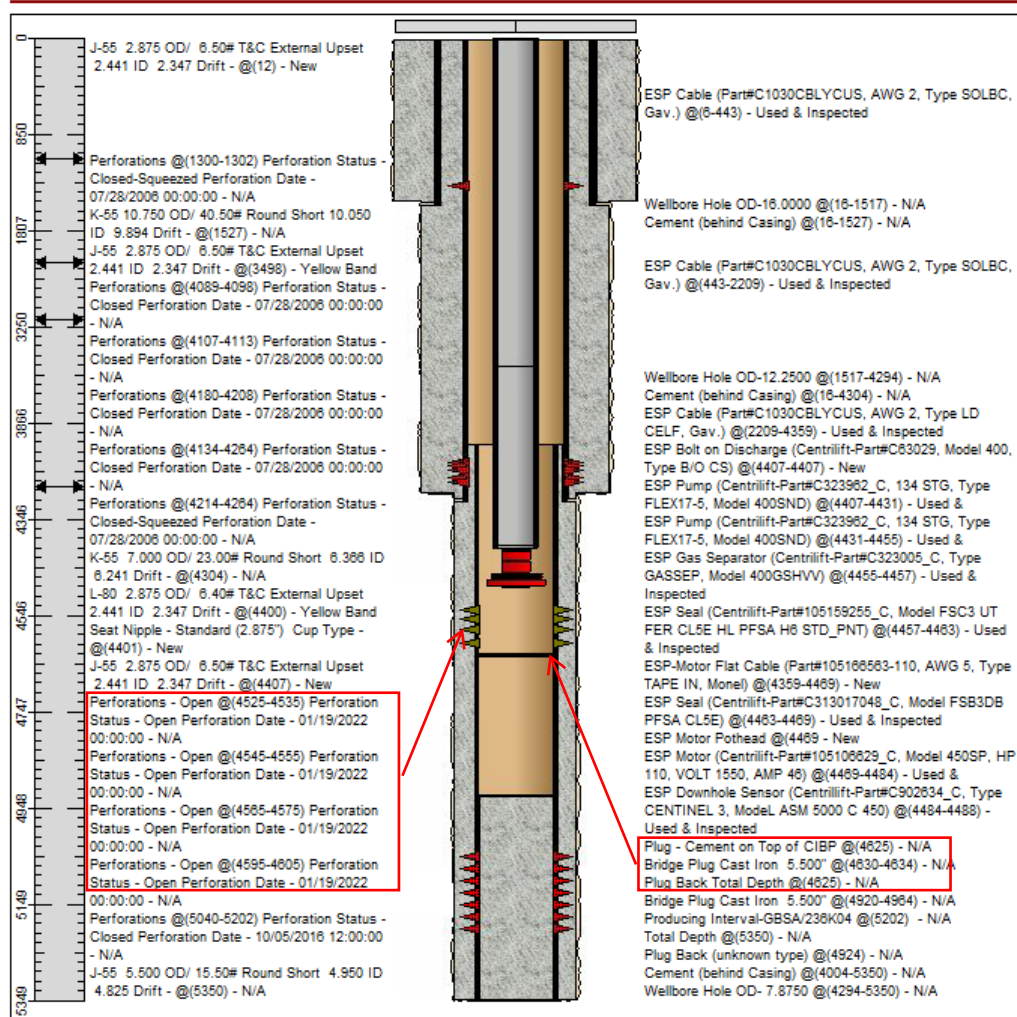 0
850
1807
3250
3866
4346
4546
4747
4948
5149
5349
J-55 2.875 OD/ 6.50# T&C External Upset
2.441 ID 2.347 Drift - @(12) - New
Perforations @(1300-1302) Perforation Status -
Closed-Squeezed Perforation Date -
07/28/2006 00:00:00 - N/A
K-55 10.750 OD/ 40.50# Round Short 10.050
ID 9.894 Drift - @(1527) - N/A
J-55 2.875 OD/ 6.50# T&C External Upset
2.441 ID 2.347 Drift - @(3498) - Yellow Band
Perforations @(4089-4098) Perforation Status -
Closed Perforation Date - 07/28/2006 00:00:00
- N/A
Perforations @(4107-4113) Perforation Status -
Closed Perforation Date - 07/28/2006 00:00:00
- N/A
Perforations @(4180-4208) Perforation Status -
Closed Perforation Date - 07/28/2006 00:00:00
- N/A
Perforations @(4134-4264) Perforation Status -
Closed Perforation Date - 07/28/2006 00:00:00
- N/A
Perforations @(4214-4264) Perforation Status -
Closed-Squeezed Perforation Date -
07/28/2006 00:00:00 - N/A
K-55 7.000 OD/ 23.00# Round Short 6.366 ID
6.241 Drift - @(4304) - N/A
L-80 2.875 OD/ 6.40# T&C External Upset
2.441 ID 2.347 Drift - @(4400) - Yellow Band
Seat Nipple - Standard (2.875") Cup Type -
@(4401) - New
J-55 2.875 OD/ 6.50# T&C External Upset
2.441 ID 2.347 Drift - @(4407) - New
Perforations - Open @(4525-4535) Perforation
Status - Open Perforation Date - 01/19/2022
00:00:00 - N/A
Perforations - Open @(4545-4555) Perforation
Status - Open Perforation Date - 01/19/2022
00:00:00 - N/A
Perforations - Open @(4565-4575) Perforation
Status - Open Perforation Date - 01/19/2022
00:00:00 - N/A
Perforations - Open @(4595-4605) Perforation
Status - Open Perforation Date - 01/19/2022
00:00:00 - N/A
Perforations @(5040-5202) Perforation Status -
Closed Perforation Date - 10/05/2016 12:00:00
- N/A
J-55 5.500 OD/ 15.50# Round Short 4.950 ID
4.825 Drift - @(5350) - N/A
ESP Cable (Part#C1030CBLYCUS, AWG 2, Type SOLBC,
Gav.) @(6-443) - Used & Inspected
Wellbore Hole OD-16.0000 @(16-1517) - N/A
Cement (behind Casing) @(16-1527) - N/A
ESP Cable (Part#C1030CBLYCUS, AWG 2, Type SOLBC,
Gav.) @(443-2209) - Used & Inspected
Wellbore Hole OD-12.2500 @(1517-4294) - N/A
Cement (behind Casing) @(16-4304) - N/A
ESP Cable (Part#C1030CBLYCUS, AWG 2, Type LD
CELF, Gav.) @(2209-4359) - Used & Inspected
ESP Bolt on Discharge (Centrilift-Part#C63029, Model 400,
Type B/O CS) @(4407-4407) - New
ESP Pump (Centrilift-Part#C323962_C, 134 STG, Type
FLEX17-5, Model 400SND) @(4407-4431) - Used &
ESP Pump (Centrilift-Part#C323962_C, 134 STG, Type
FLEX17-5, Model 400SND) @(4431-4455) - Used &
ESP Gas Separator (Centrilift-Part#C323005_C, Type
GASSEP, Model 400GSHVV) @(4455-4457) - Used &
Inspected
ESP Seal (Centrilift-Part#105159255_C, Model FSC3 UT
FER CL5E HL PFSA H6 STD_PNT) @(4457-4463) - Used
& Inspected
ESP-Motor Flat Cable (Part#105166563-110, AWG 5, Type
TAPE IN, Monel) @(4359-4469) - New
ESP Seal (Centrilift-Part#C313017048_C, Model FSB3DB
PFSA CL5E) @(4463-4469) - Used & Inspected
ESP Motor Pothead @(4469 - New
ESP Motor (Centrilift-Part#105106629_C, Model 450SP, HP
110, VOLT 1550, AMP 46) @(4469-4484) - Used &
ESP Downhole Sensor (Centrilift-Part#C902634_C, Type
CENTINEL 3, ModeL ASM 5000 C 450) @(4484-4488) -
Used & Inspected
Plug - Cement on Top of CIBP @(4625) - N/A
Bridge Plug Cast Iron 5.500" @(4630-4634) - N/A
Plug Back Total Depth @(4625) - N/A
Bridge Plug Cast Iron 5.500" @(4920-4964) - N/A
Producing Interval-GBSA/236K04 @(5202) - N/A
Total Depth @(5350) - N/A
Plug Back (unknown type) @(4924) - N/A
Cement (behind Casing) @(4004-5350) - N/A
Wellbore Hole OD- 7.8750 @(4294-5350) - N/A